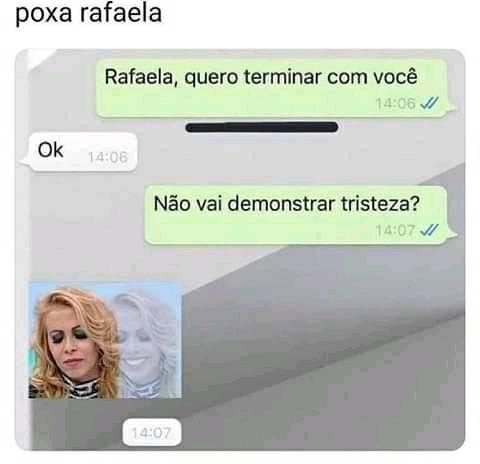 poxa rafaela
Rafaela, quero terminar com você
14:06
Ok
14:06
Não vai demonstrar tristeza?
14:07
14:07